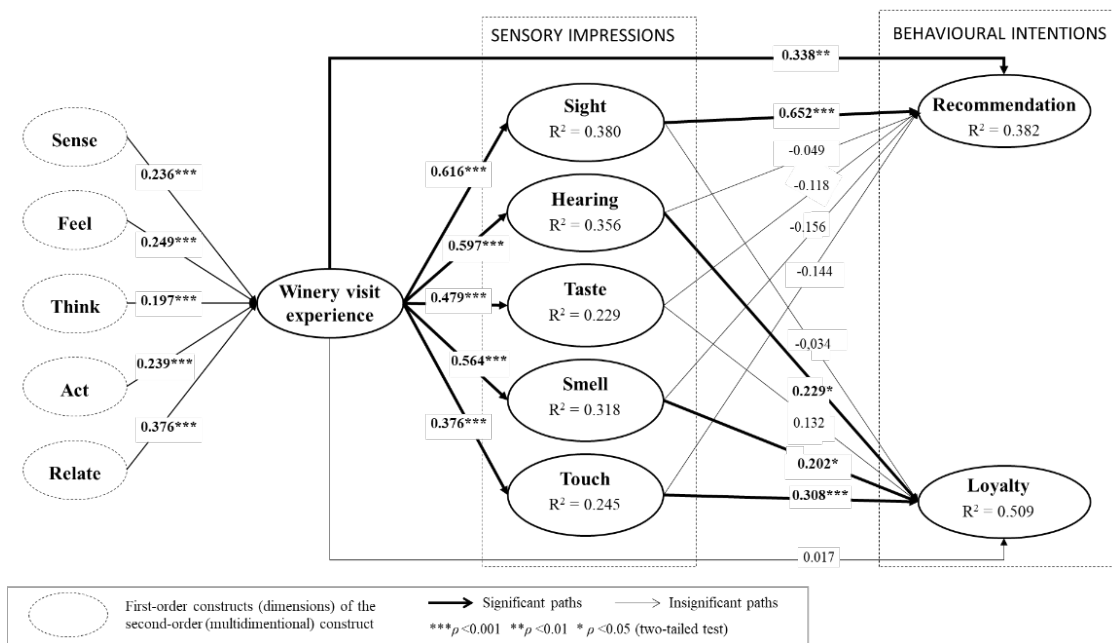 SENSORY IMPRESSIONS
BEHAVIOURAL INTENTIONS
0.338**
Sight
R² = 0.380
0.652***
Recommendation
R² = 0.382
Sense
0.236***
-0.049
0.616***
-0.118
Feel
0.249***
Hearing
R² = 0.356
-0.156
0.597***
-0.144
Think
0.197***
Winery visit
experience
0.479***
Taste
R² = 0.229
-0,034
0.564***
Act
0.239***
Smell
R² = 0.318
0.229*
0.132
0.376***
0.376***
Relate
0.202*
Touch
R² = 0.245
0.308***
Loyalty
R² = 0.509
0.017
First-order constructs (dimensions) of the
second-order (multidimentional) construct
Significant paths
Insignificant paths
***ρ <0.001 **ρ <0.01 * ρ <0.05 (two-tailed test)